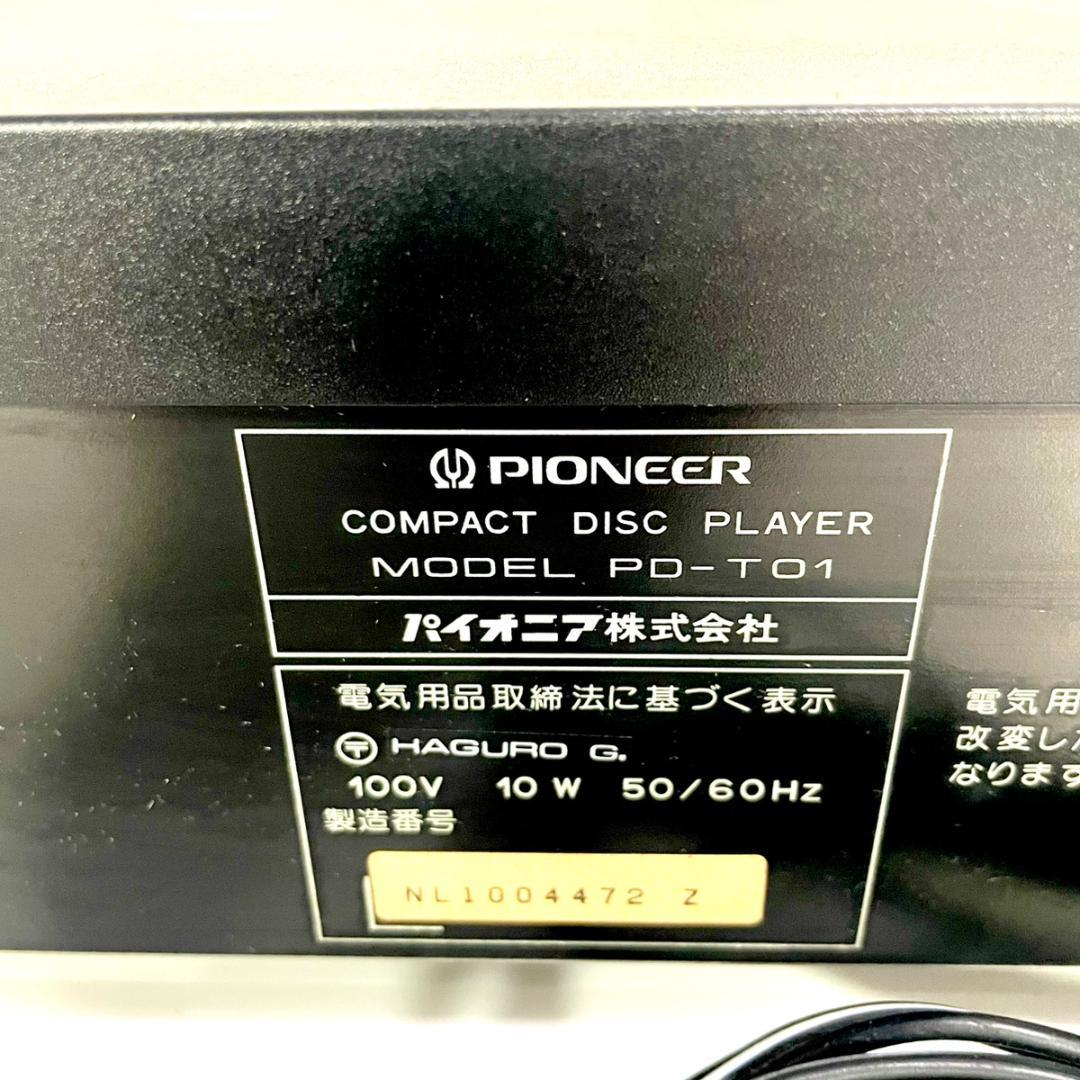 PIONEER
COMPACT DISC PLAYER
MODEL PD-T01
パイオニア株式会社
電気用品取締法に基づく表示
〒 HAGURO G.
100V 10W 50/60Hz
製造番号
NL1004472 Z
電気用
改変した
なります